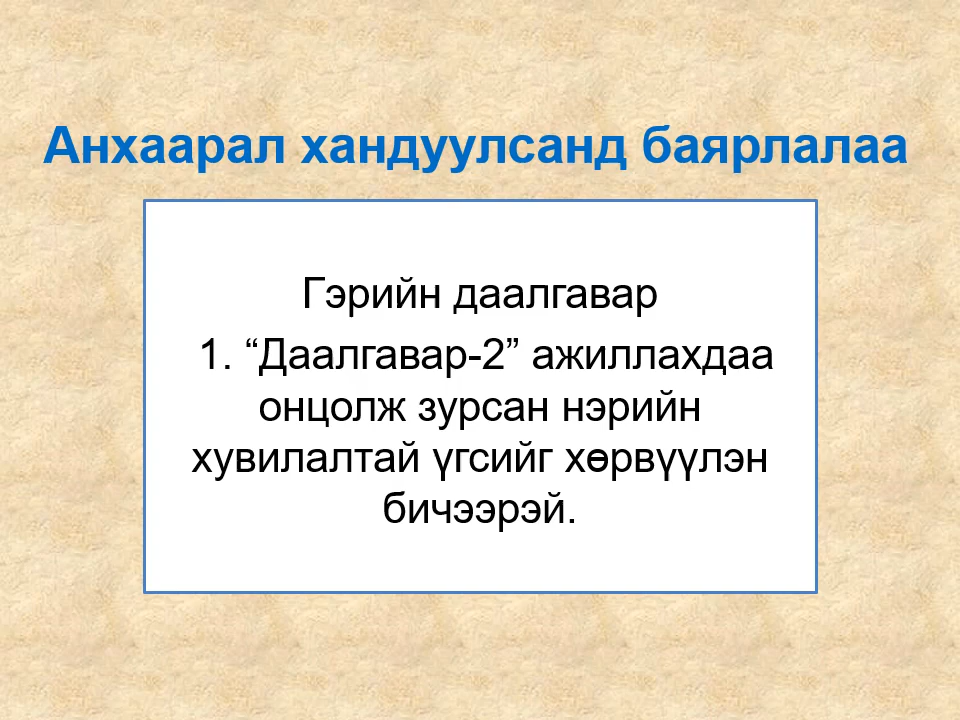 Анхаарал хандуулсанд баярлалаа
Гэрийн даалгавар
1. “Даалгавар-2” ажиллахдаа
онцолж зурсан нэрийн
хувилалтай үгсийг хөрвүүлэн
бичээрэй.